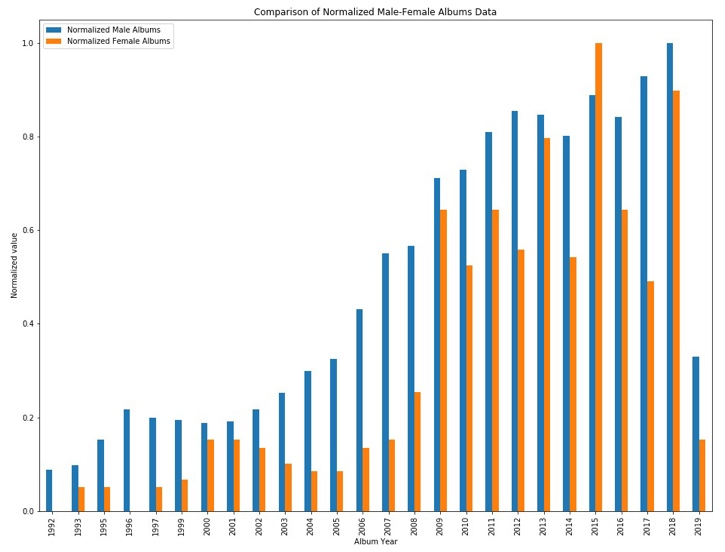 Comparison of Normalized Male-Female Albums Data
Normalized Male Albums
Normalized Female Albums
1.0
0.8
0.6
0.4
0.2
0.0
Normalized value
1992 1993 1995 1996 1997 1999 2000 2001 2002 2003 2004 2005 2006 2007 2008 2009 2010 2011 2012 2013 2014 2015 2016 2017 2018 2019
Album Year